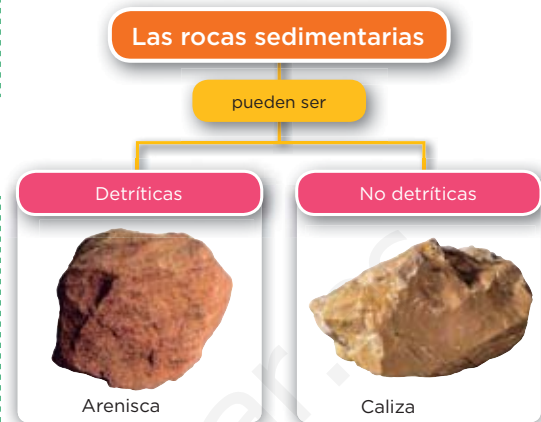 Las rocas sedimentarias
pueden ser
Detríticas
No detríticas
Arenisca
Caliza